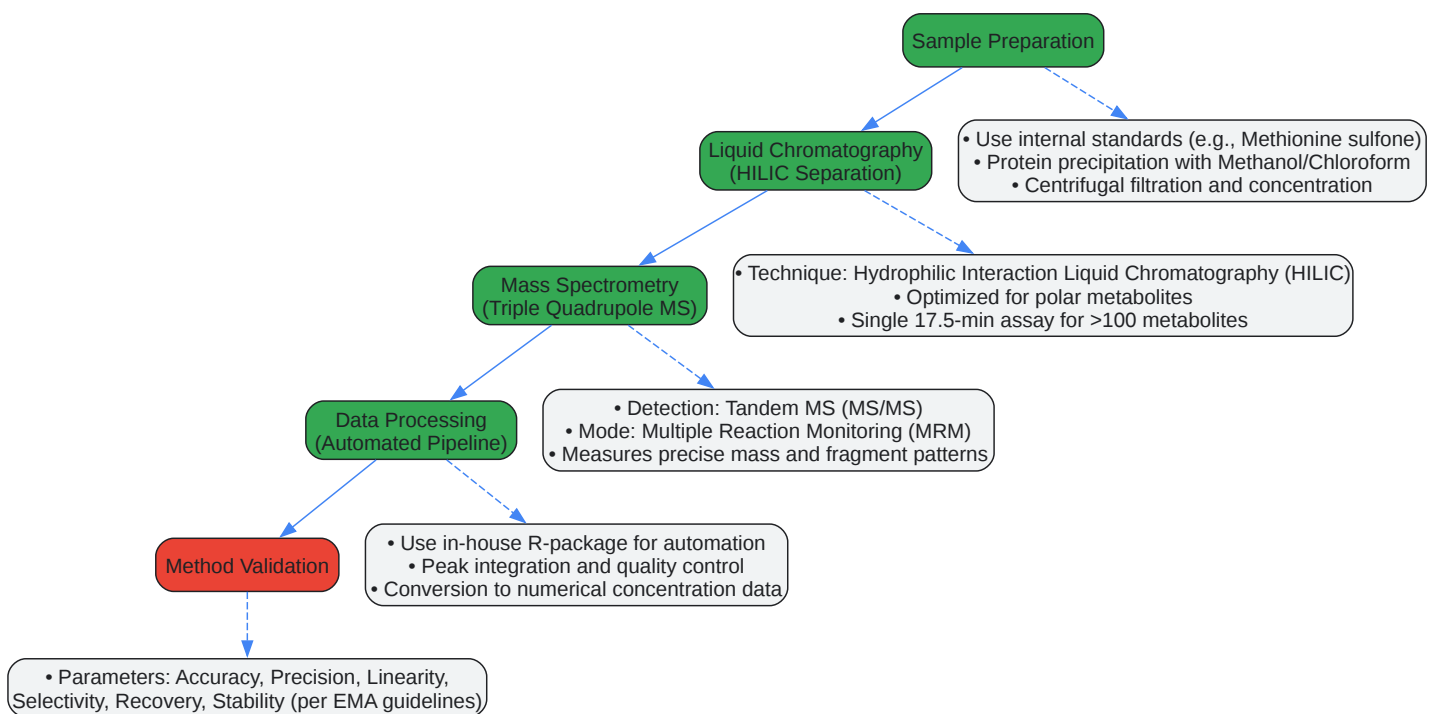 Sample Preparation
• Use internal standards (e.g., Methionine sulfone)
• Protein precipitation with Methanol/Chloroform
• Centrifugal filtration and concentration
Liquid Chromatography
(HILIC Separation)
• Technique: Hydrophilic Interaction Liquid Chromatography (HILIC)
• Optimized for polar metabolites
• Single 17.5-min assay for >100 metabolites
Mass Spectrometry
(Triple Quadrupole MS)
• Detection: Tandem MS (MS/MS)
• Mode: Multiple Reaction Monitoring (MRM)
• Measures precise mass and fragment patterns
Data Processing
(Automated Pipeline)
• Use in-house R-package for automation
• Peak integration and quality control
• Conversion to numerical concentration data
Method Validation
• Parameters: Accuracy, Precision, Linearity,
Selectivity, Recovery, Stability (per EMA guidelines)